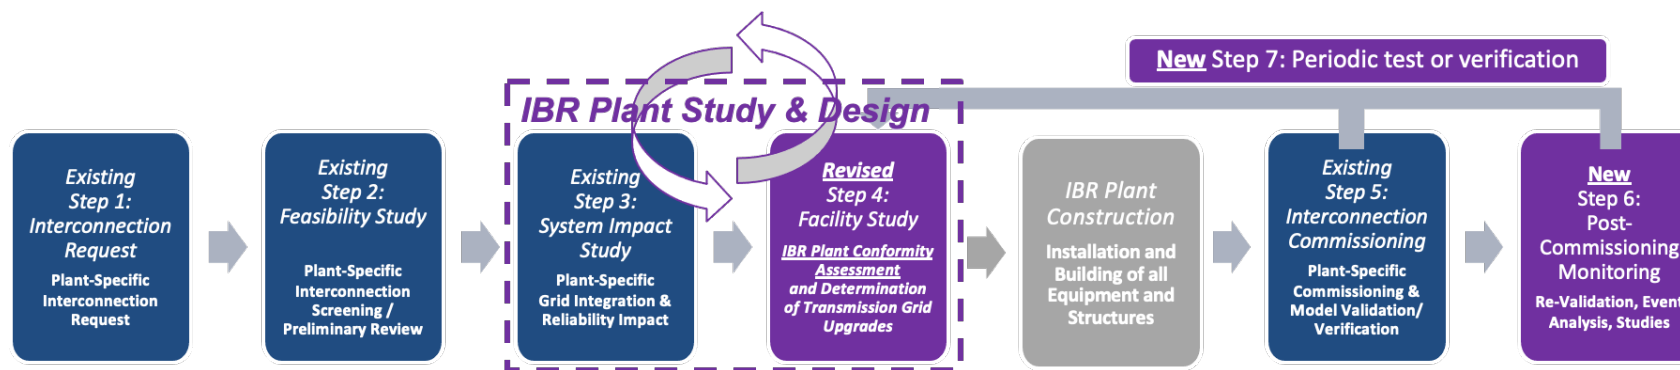 New Step 7: Periodic test or verification
IBR Plant Study & Design
Existing
Step 1:
Interconnection
Request
Plant-Specific
Interconnection
Request
Existing
Step 2:
Feasibility Study
Plant-Specific
Interconnection
Screening /
Preliminary Review
Existing
Step 3:
System Impact
Study
Plant-Specific
Grid Integration &
Reliability Impact
Revised
Step 4:
Facility Study
IBR Plant Conformity
Assessment
and Determination
of Transmission Grid
Upgrades
IBR Plant
Construction
Installation and
Building of all
Equipment and
Structures
Existing
Step 5:
Interconnection
Commissioning
Plant-Specific
Commissioning &
Model Validation/
Verification
New
Step 6:
Post-
Commissioning
Monitoring
Re-Validation, Event
Analysis, Studies